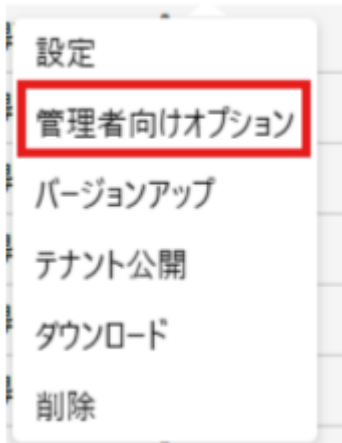 設定
管理者向けオプション
バージョンアップ
テナント公開
ダウンロード
削除